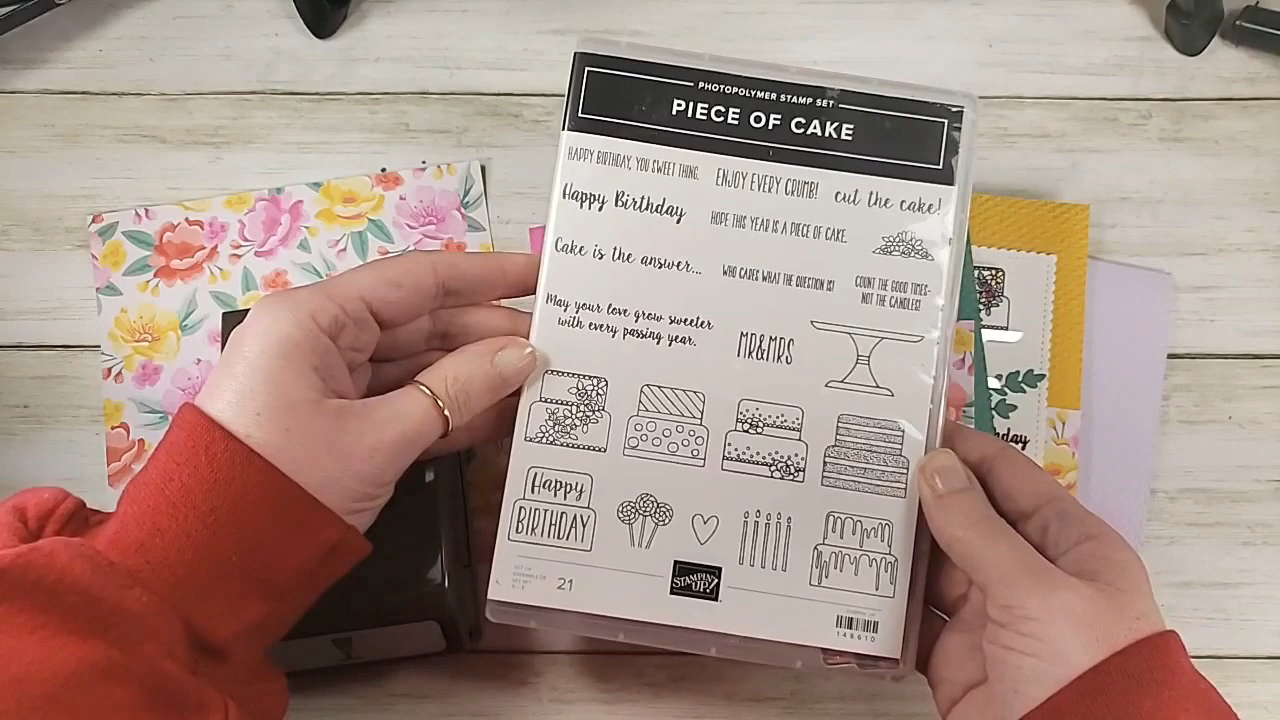 PHOTOPOLYMER STAMP SET
PIECE OF CAKE
HAPPY BIRTHDAY, YOU SWEET THING.
ENJOY EVERY CRUMB!
cut the cake!
Happy Birthday
HOPE THIS YEAR IS A PIECE OF CAKE.
Cake is the answer...
WHO CARES WHAT THE QUESTION IS!
COUNT THE GOOD TIMES-
NOT THE CANDLES!
May your love grow sweeter
with every passing year.
MR&MRS
Happy
BIRTHDAY
SET OF
21
STAMPIN' UP!
148610